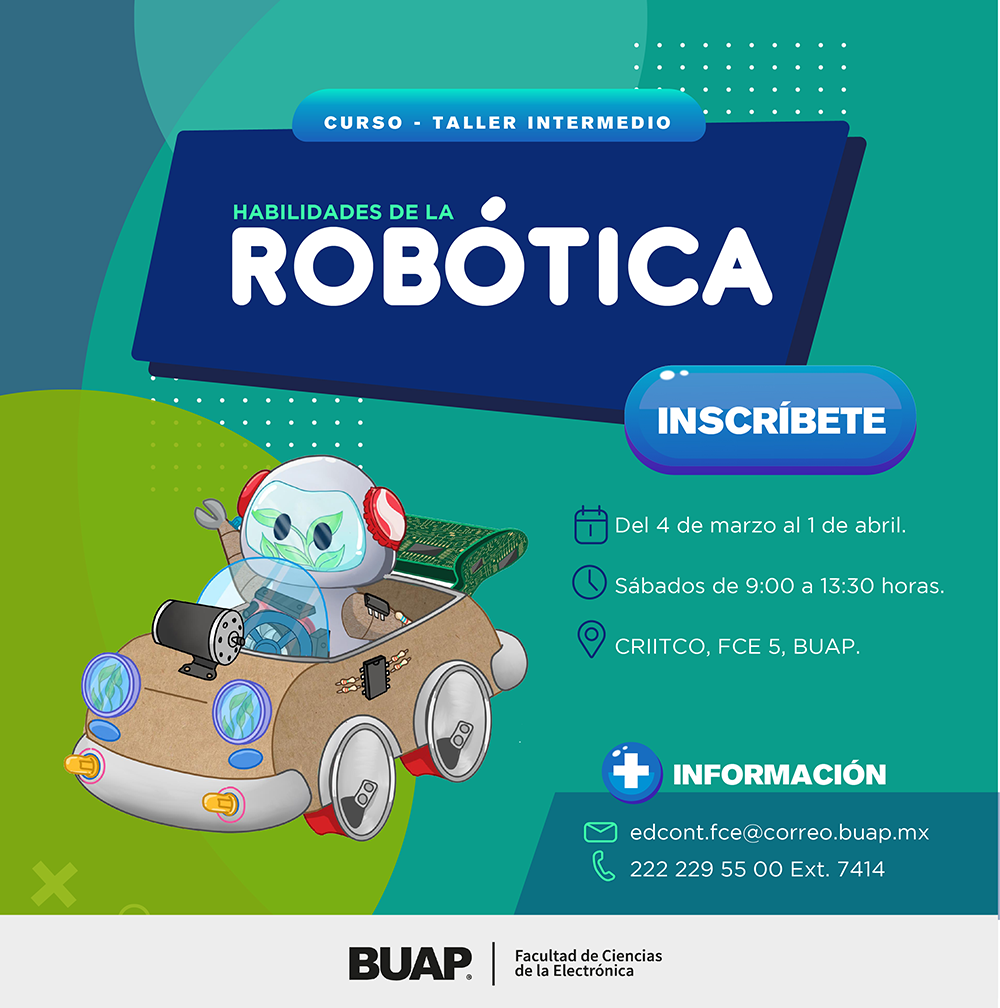 CURSO - TALLER INTERMEDIO
HABILIDADES DE LA
ROBÓTICA
INSCRÍBETE
Del 4 de marzo al 1 de abril.
Sábados de 9:00 a 13:30 horas.
CRIITCO, FCE 5, BUAP.
INFORMACIÓN
edcont.fce@correo.buap.mx
222 229 55 00 Ext. 7414
BUAP®
Facultad de Ciencias
de la Electrónica